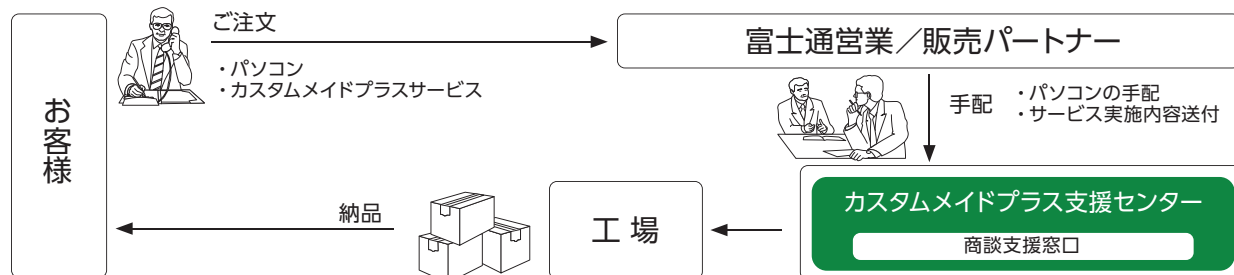 お客様
ご注文
・パソコン
・カスタムメイドプラスサービス
富士通営業／販売パートナー
手配
・パソコンの手配
・サービス実施内容送付
カスタムメイドプラス支援センター
商談支援窓口
工場
納品